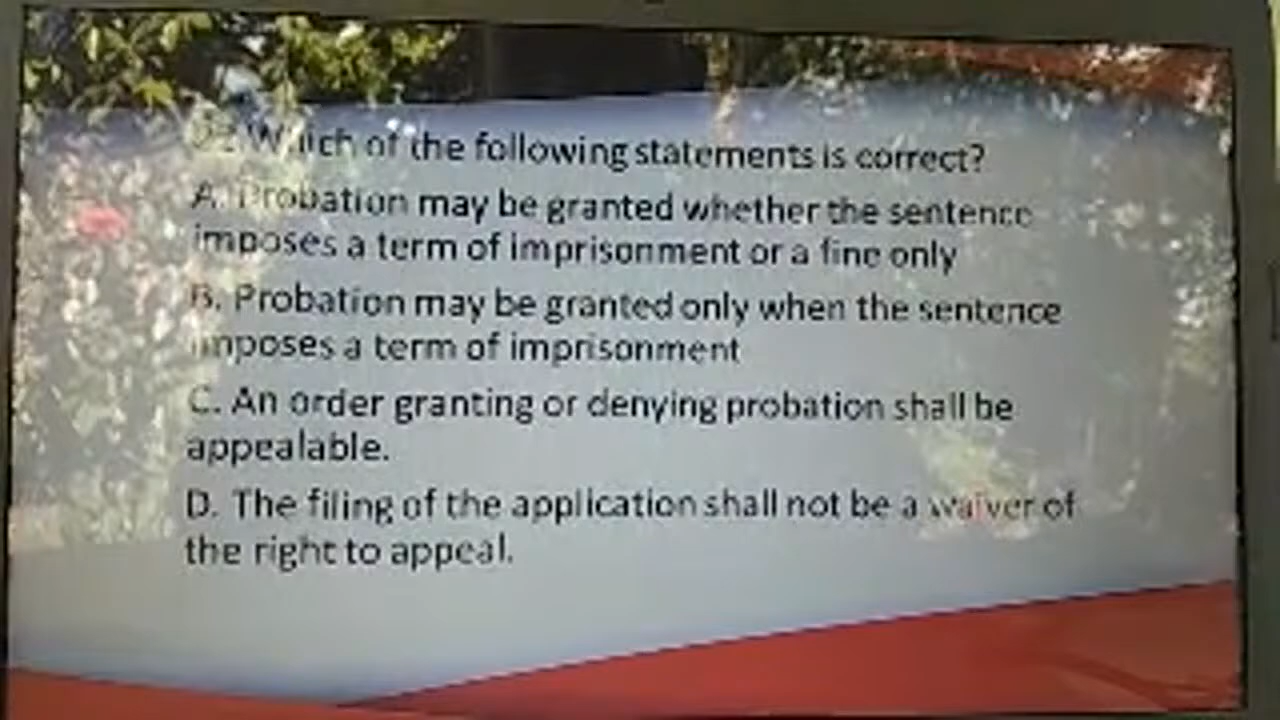 Which of the following statements is correct?
A. Probation may be granted whether the sentence
imposes a term of imprisonment or a fine only
B. Probation may be granted only when the sentence
imposes a term of imprisonment
C. An order granting or denying probation shall be
appealable.
D. The filing of the application shall not be a waiver of
the right to appeal.